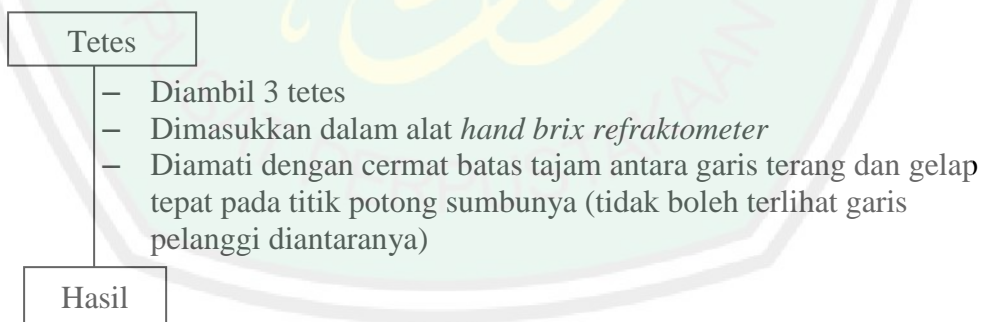 Tetes
– Diambil 3 tetes
– Dimasukkan dalam alat hand brix refraktometer
– Diamati dengan cermat batas tajam antara garis terang dan gelap
tepat pada titik potong sumbunya (tidak boleh terlihat garis
pelanggi diantaranya)
Hasil